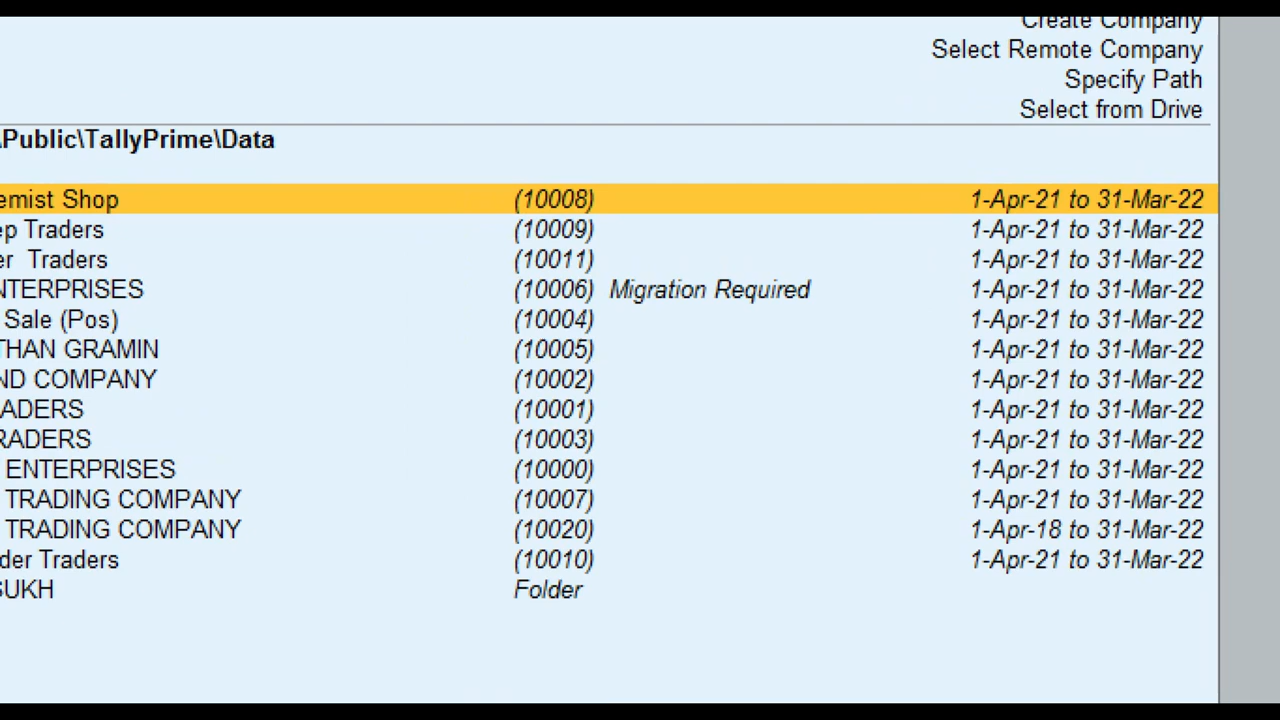 Create Company
Select Remote Company
Specify Path
Select from Drive
\Public\TallyPrime\Data
emist Shop (10008) 1-Apr-21 to 31-Mar-22
ep Traders (10009) 1-Apr-21 to 31-Mar-22
er Traders (10011) 1-Apr-21 to 31-Mar-22
NTERPRISES (10006) Migration Required 1-Apr-21 to 31-Mar-22
Sale (Pos) (10004) 1-Apr-21 to 31-Mar-22
THAN GRAMIN (10005) 1-Apr-21 to 31-Mar-22
ND COMPANY (10002) 1-Apr-21 to 31-Mar-22
ADERS (10001) 1-Apr-21 to 31-Mar-22
RADERS (10003) 1-Apr-21 to 31-Mar-22
ENTERPRISES (10000) 1-Apr-21 to 31-Mar-22
TRADING COMPANY (10007) 1-Apr-21 to 31-Mar-22
TRADING COMPANY (10020) 1-Apr-18 to 31-Mar-22
der Traders (10010) 1-Apr-21 to 31-Mar-22
SUKH Folder